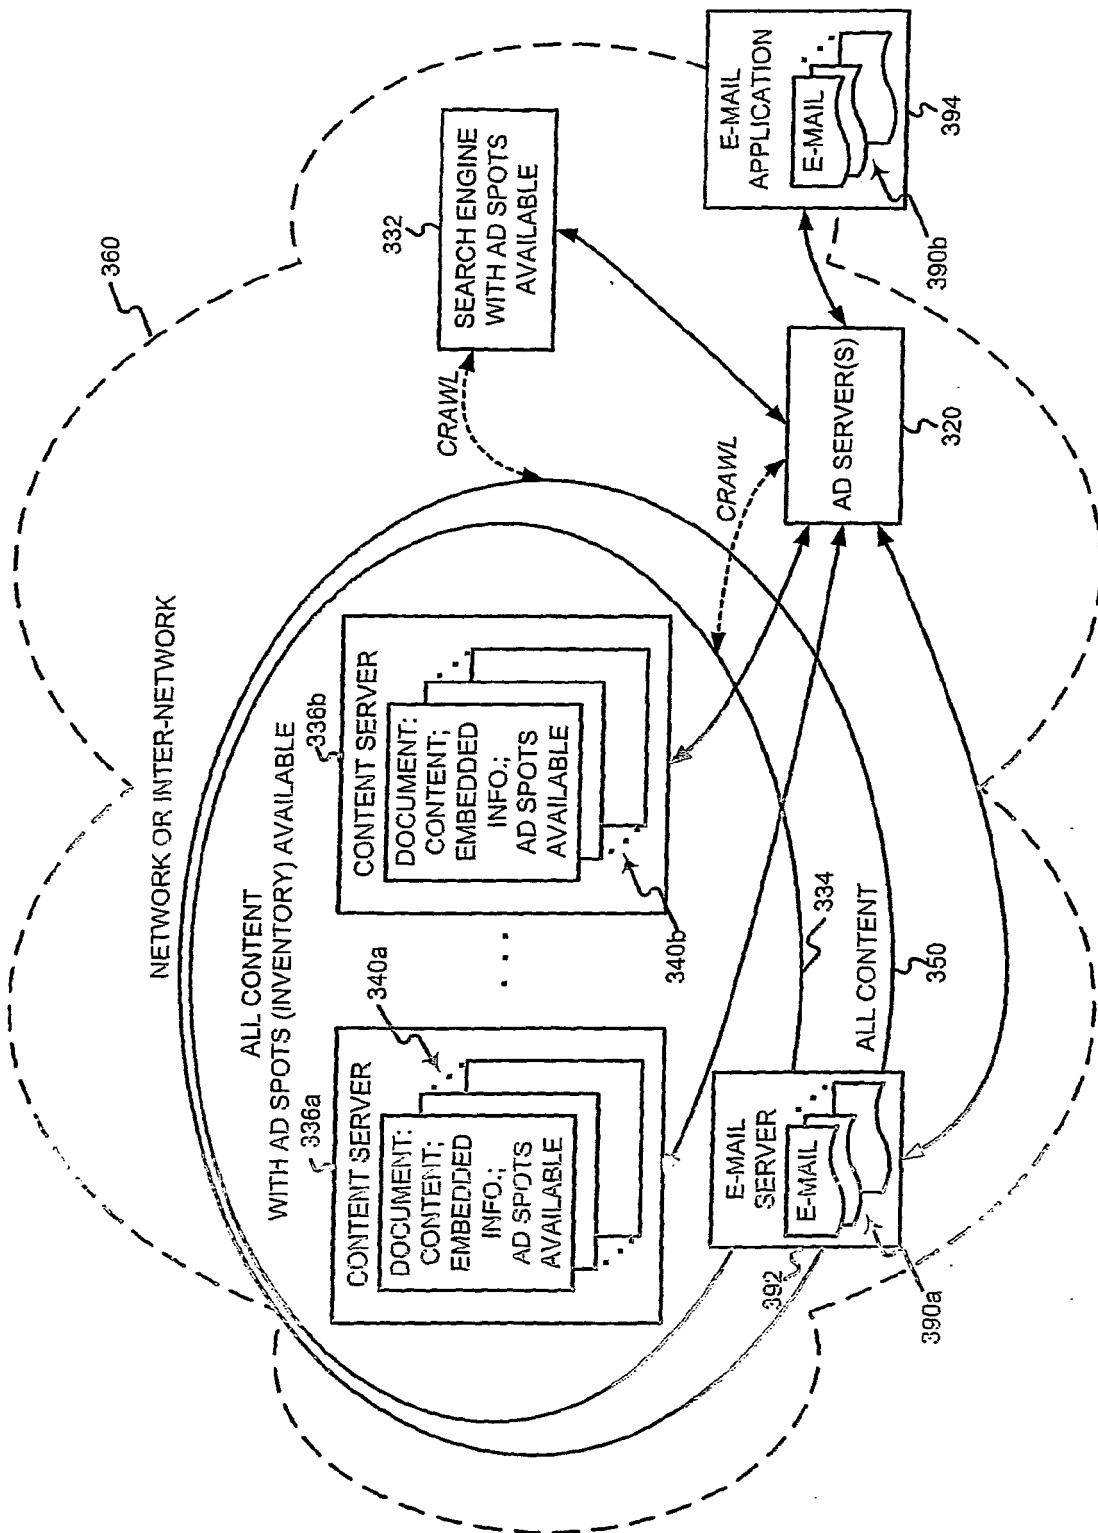 360
NETWORK OR INTER-NETWORK
ALL CONTENT
WITH AD SPOTS (INVENTORY) AVAILABLE
336a
CONTENT SERVER
DOCUMENT:
CONTENT;
EMBEDDED
INFO.;
AD SPOTS
AVAILABLE
340a
. . . .
336b
CONTENT SERVER
DOCUMENT:
CONTENT;
EMBEDDED
INFO.;
AD SPOTS
AVAILABLE
340b
CRAWL
332
SEARCH ENGINE
WITH AD SPOTS
AVAILABLE
CRAWL
E-MAIL
SERVER
E-MAIL
392
390a
334
ALL CONTENT
350
AD SERVER(S)
320
E-MAIL
APPLICATION
E-MAIL
390b
394